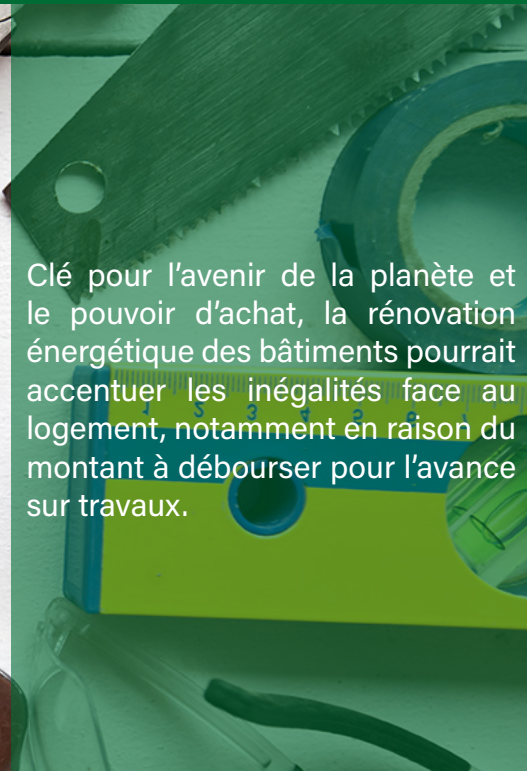 Clé pour l’avenir de la planète et
le pouvoir d’achat, la rénovation
énergétique des bâtiments pourrait
accentuer les inégalités face au
logement, notamment en raison du
montant à débourser pour l’avance
sur travaux.